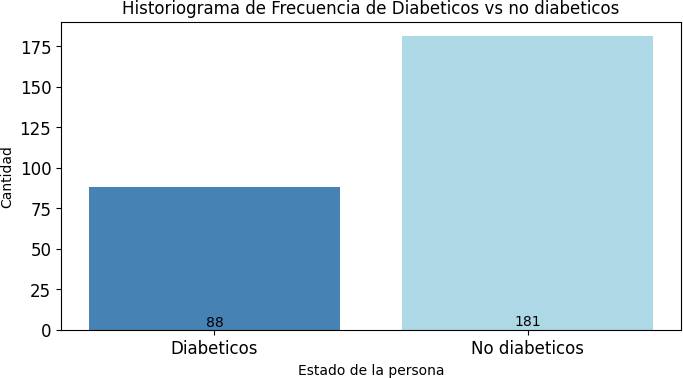 Historiograma de Frecuencia de Diabeticos vs no diabeticos
Cantidad
175
150
125
100
75
50
25
0
88
181
Diabeticos
No diabeticos
Estado de la persona